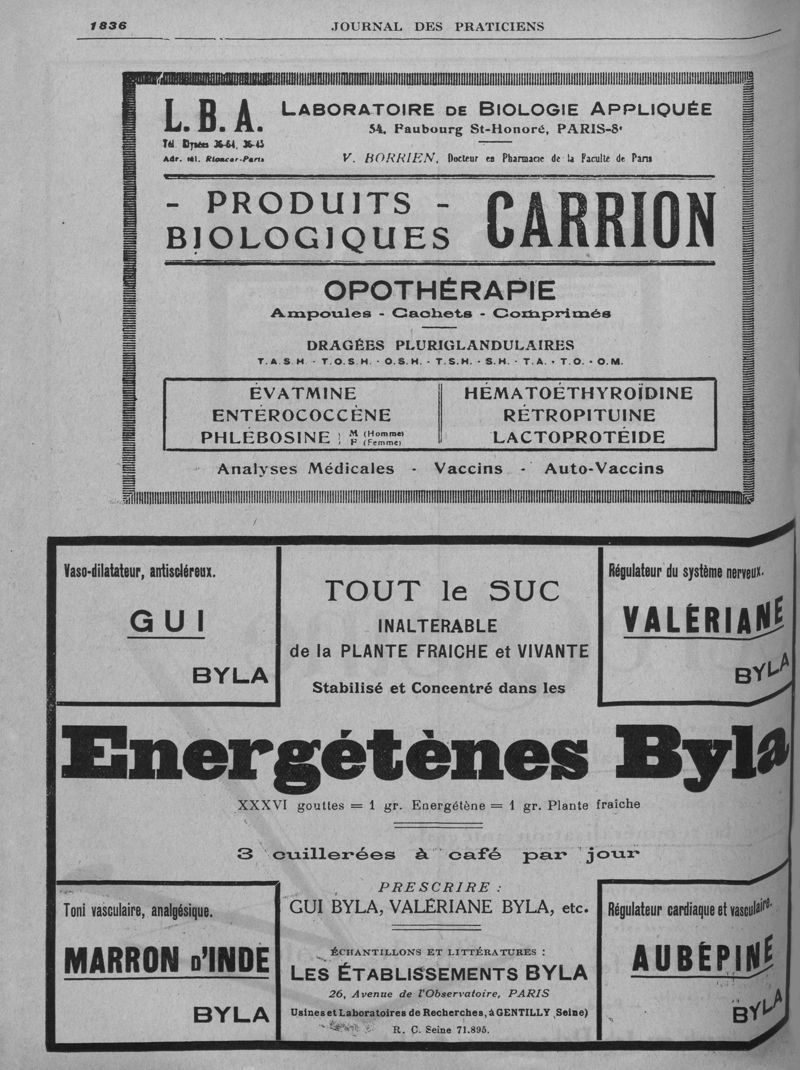 1836
JOURNAL DES PRATICIENS
L.B.A.
Tél. Elysées 36-64, 36-45
Adr. tél. Rioncar-Paris
LABORATOIRE DE BIOLOGIE APPLIQUÉE
54, Faubourg St-Honoré, PARIS-8e
V. BORRIEN, Docteur en Pharmacie de la Faculté de Paris
- PRODUITS -
BIOLOGIQUES
CARRION
OPOTHÉRAPIE
Ampoules - Cachets - Comprimés
DRAGÉES PLURIGLANDULAIRES
T.A.S.H. - T.O.S.H. - O.S.H. - T.S.H. - S.H. - T.A. - T.O. - O.M.
ÉVATMINE
ENTÉROCOCCÈNE
PHLÉBOSINE { M (Homme)
F (Femme)
HÉMATOÉTHYROÏDINE
RÉTROPITUINE
LACTOPROTÉIDE
Analyses Médicales - Vaccins - Auto-Vaccins
Vaso-dilatateur, antiscléreux.
GUI
BYLA
TOUT le SUC
INALTERABLE
de la PLANTE FRAICHE et VIVANTE
Stabilisé et Concentré dans les
Régulateur du système nerveux.
VALÉRIANE
BYLA
Energétènes Byla
XXXVI gouttes = 1 gr. Energétène = 1 gr. Plante fraîche
3 cuillerées à café par jour
Toni vasculaire, analgésique.
MARRON D'INDE
BYLA
PRESCRIRE :
GUI BYLA, VALÉRIANE BYLA, etc.
ÉCHANTILLONS ET LITTÉRATURES :
LES ÉTABLISSEMENTS BYLA
26, Avenue de l'Observatoire, PARIS
Usines et Laboratoires de Recherches, à GENTILLY Seine)
R. C. Seine 71.895.
Régulateur cardiaque et vasculaire.
AUBÉPINE
BYLA